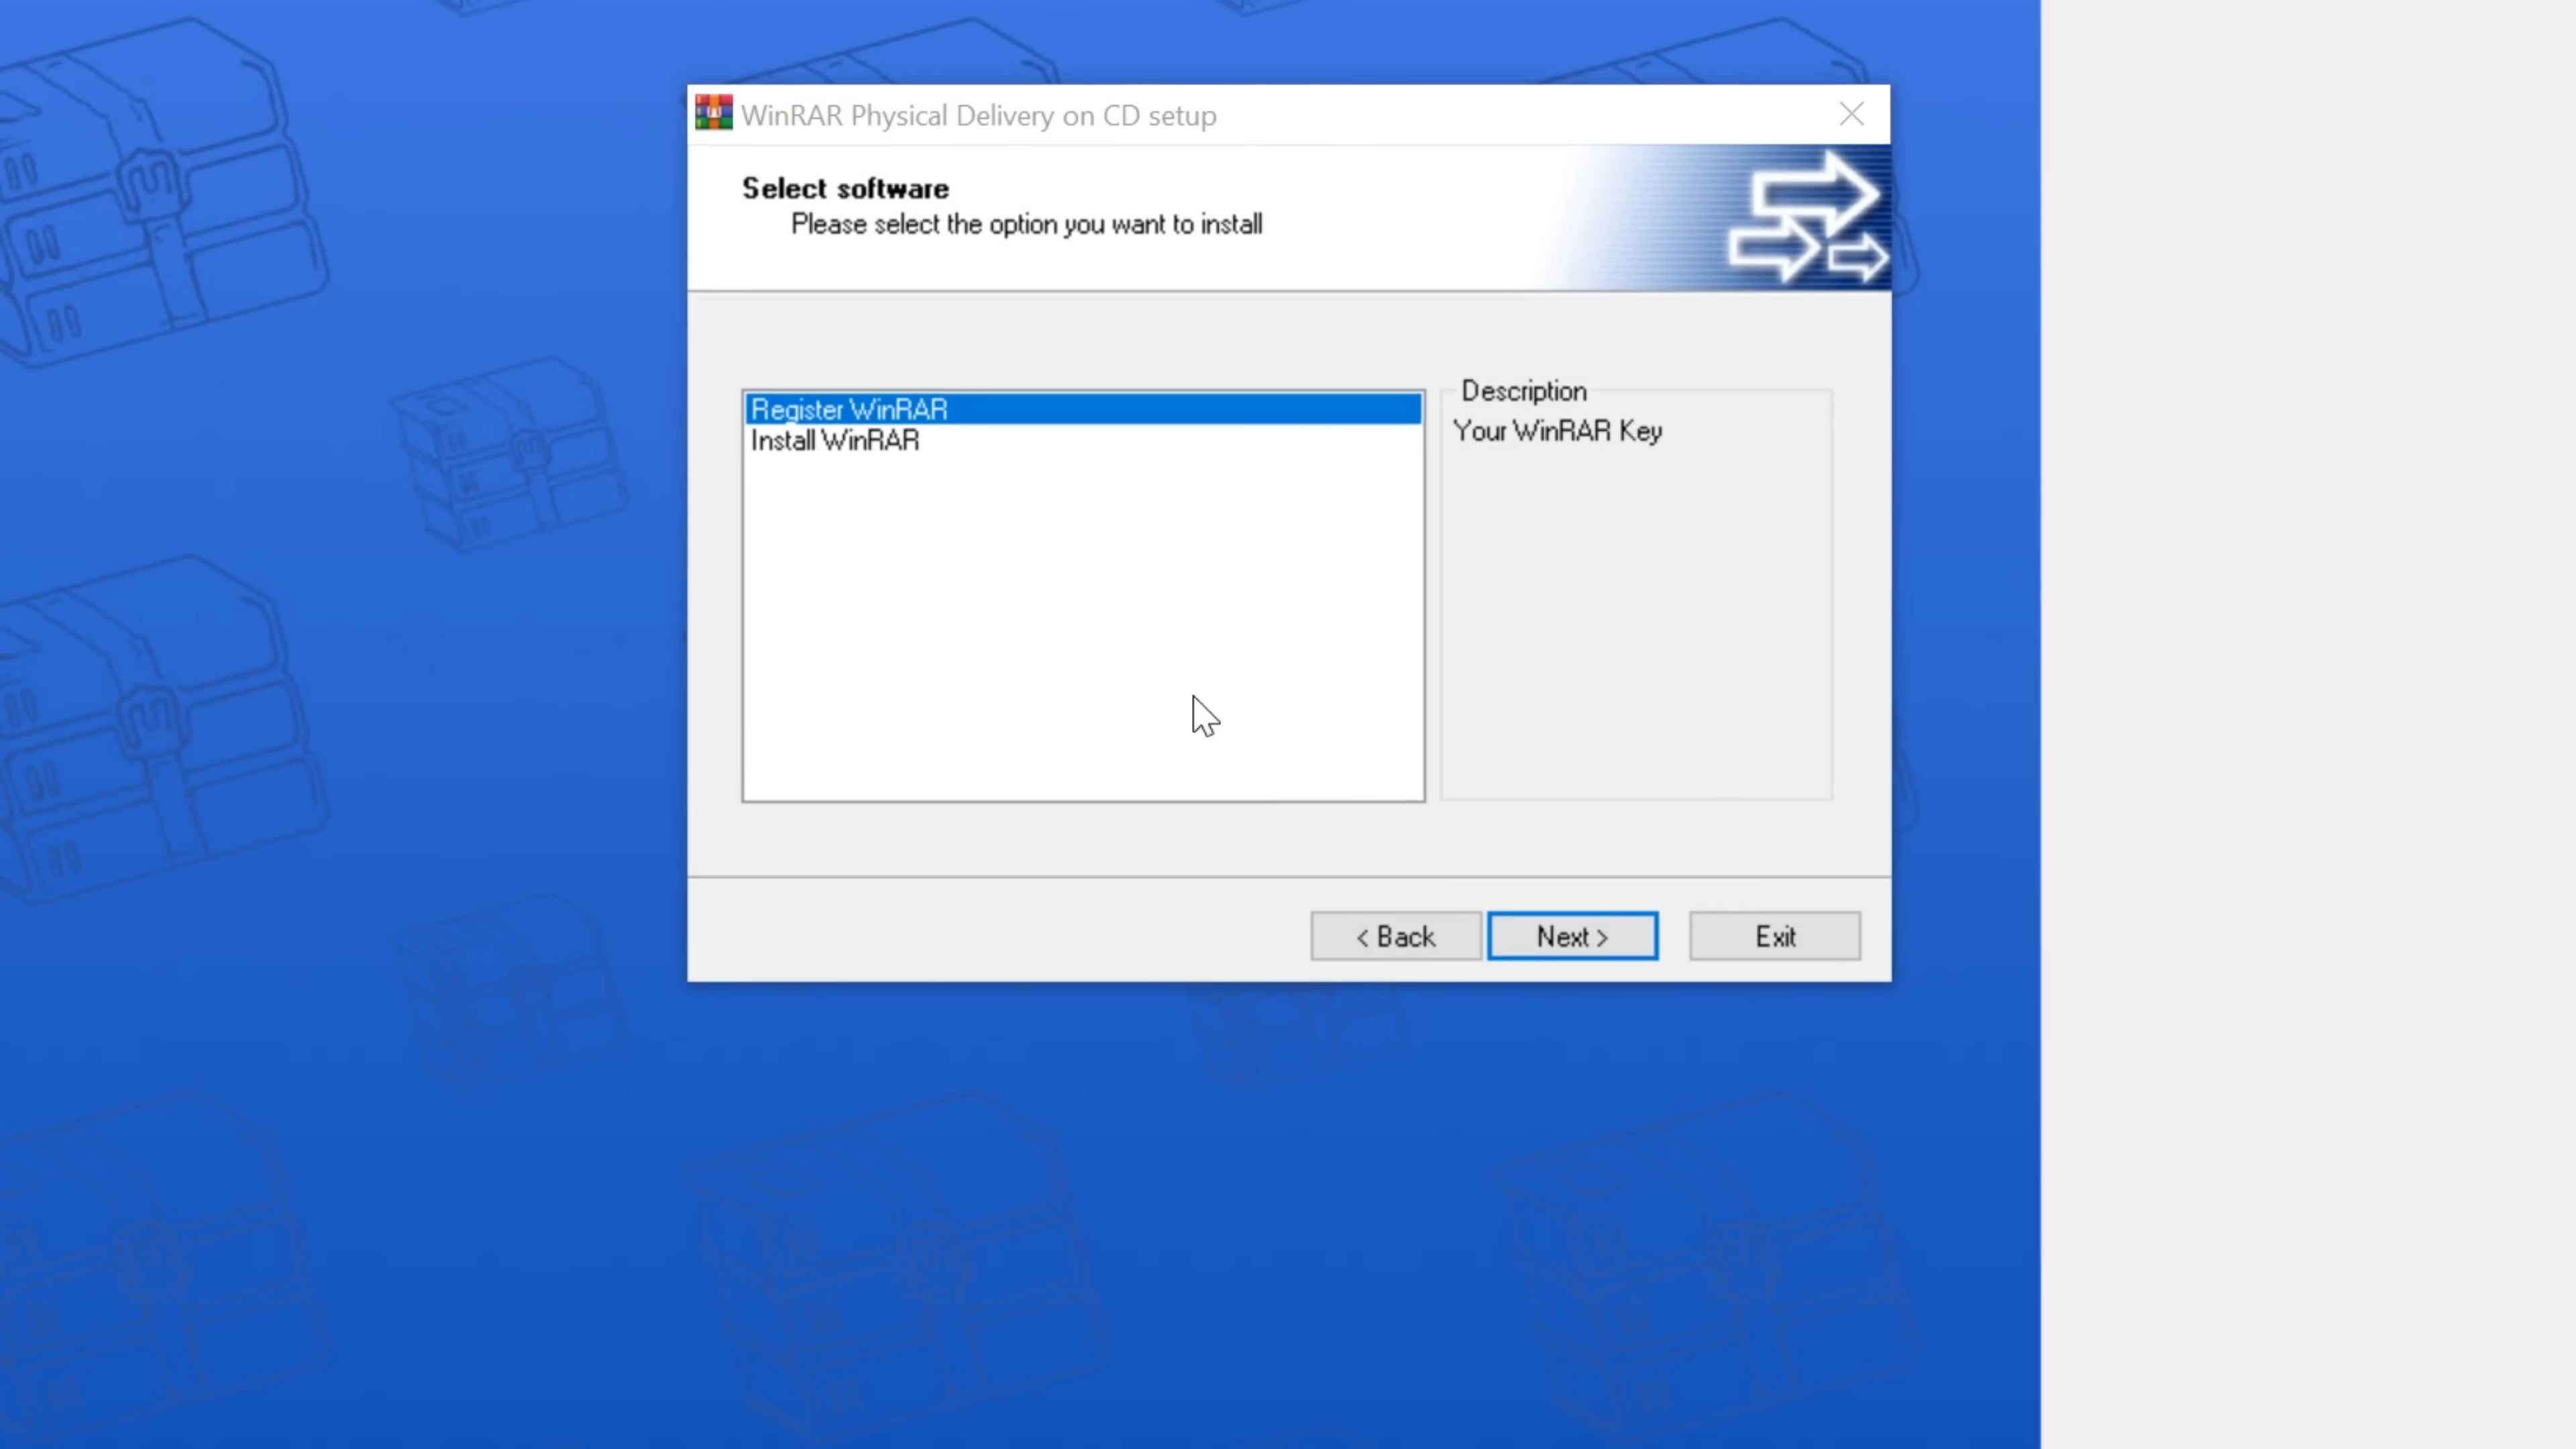 WinRAR Physical Delivery on CD setup
Select software
Please select the option you want to install
Register WinRAR
Install WinRAR
Description
Your WinRAR Key
< Back
Next >
Exit